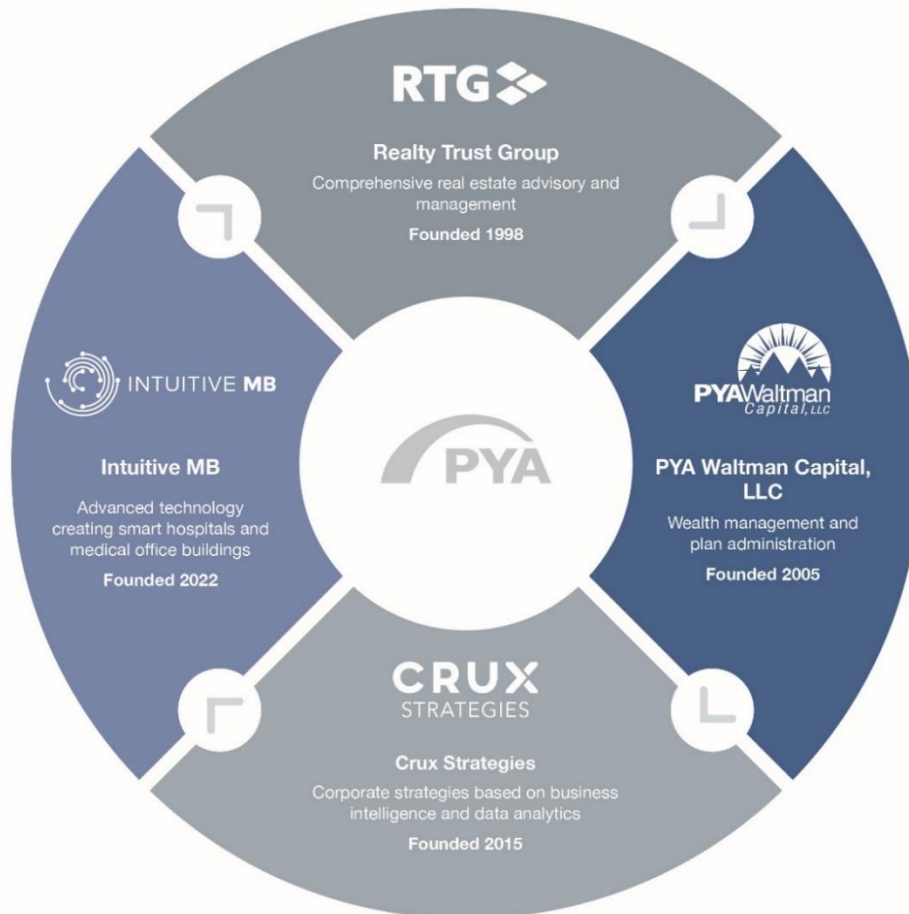 RTG
Realty Trust Group
Comprehensive real estate advisory and
management
Founded 1998
PYAWaltman
Capital, LLC
PYA Waltman Capital,
LLC
Wealth management and
plan administration
Founded 2005
CRUX
STRATEGIES
Crux Strategies
Corporate strategies based on business
intelligence and data analytics
Founded 2015
INTUITIVE MB
Intuitive MB
Advanced technology
creating smart hospitals and
medical office buildings
Founded 2022
PYA